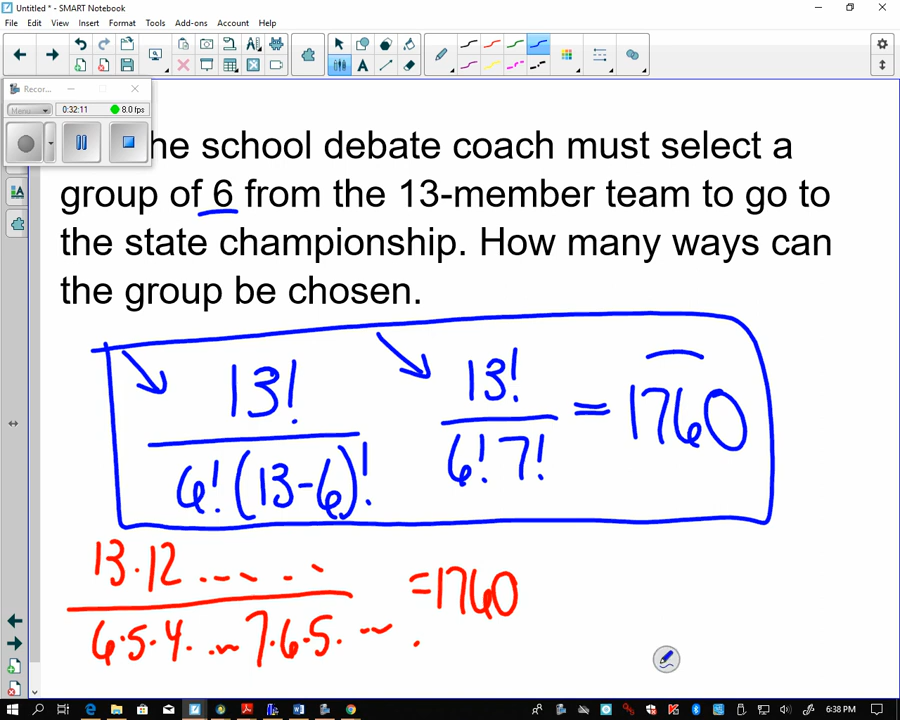 Untitled * - SMART Notebook
File Edit View Insert Format Tools Add-ons Account Help
Recor...
Menu
0:32:11 8.0 fps
he school debate coach must select a
group of 6 from the 13-member team to go to
the state championship. How many ways can
the group be chosen.
13! 13! = 1760
6!(13-6)! 6!7!
13·12 ..... =1760
6·5·4· ...7·6·5· ...
6:38 PM